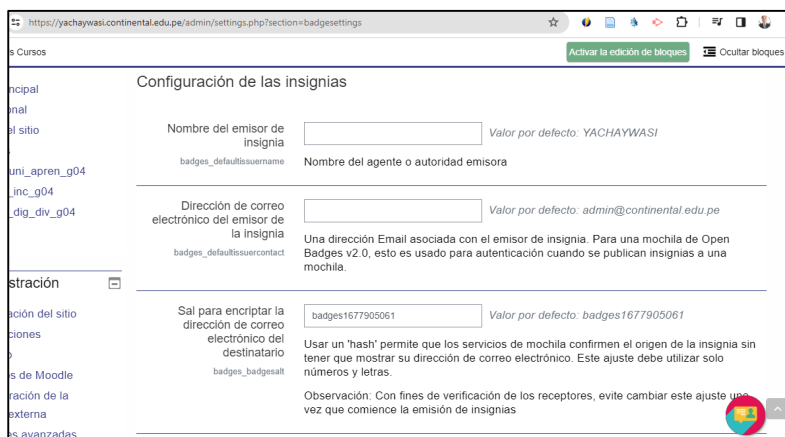 https://yachaywasi.continental.edu.pe/admin/settings.php?section=badgesettings
s Cursos
Activar la edición de bloques
Ocultar bloques
ncipal
onal
el sitio
uni_apren_g04
_inc_g04
_dig_div_g04
stración
ación del sitio
ciones
o
s de Moodle
ración de la
externa
es avanzadas
Configuración de las insignias
Nombre del emisor de
insignia
badges_defaultissuername
Valor por defecto: YACHAYWASI
Nombre del agente o autoridad emisora
Dirección de correo
electrónico del emisor de
la insignia
badges_defaultissuercontact
Valor por defecto: admin@continental.edu.pe
Una dirección Email asociada con el emisor de insignia. Para una mochila de Open
Badges v2.0, esto es usado para autenticación cuando se publican insignias a una
mochila.
Sal para encriptar la
dirección de correo
electrónico del
destinatario
badges_badgesalt
badges1677905061
Valor por defecto: badges1677905061
Usar un 'hash' permite que los servicios de mochila confirmen el origen de la insignia sin
tener que mostrar su dirección de correo electrónico. Este ajuste debe utilizar solo
números y letras.
Observación: Con fines de verificación de los receptores, evite cambiar este ajuste una
vez que comience la emisión de insignias